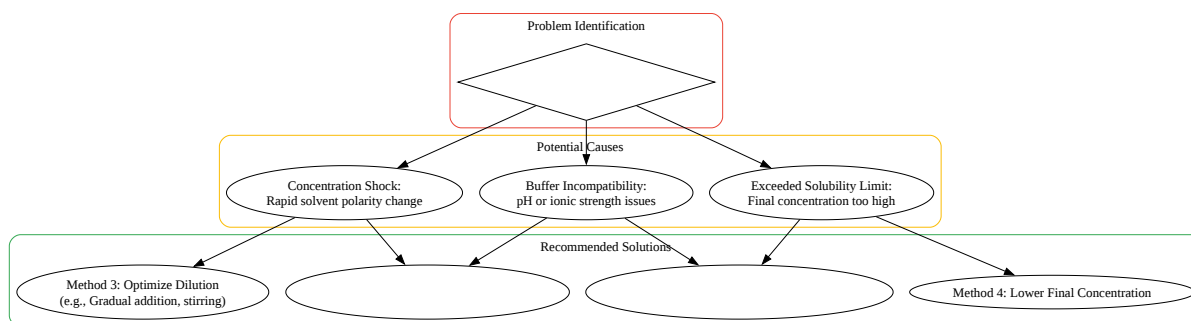 Problem Identification
Potential Causes
Concentration Shock:
Rapid solvent polarity change
Buffer Incompatibility:
pH or ionic strength issues
Exceeded Solubility Limit:
Final concentration too high
Recommended Solutions
Method 3: Optimize Dilution
(e.g., Gradual addition, stirring)
Method 4: Lower Final Concentration